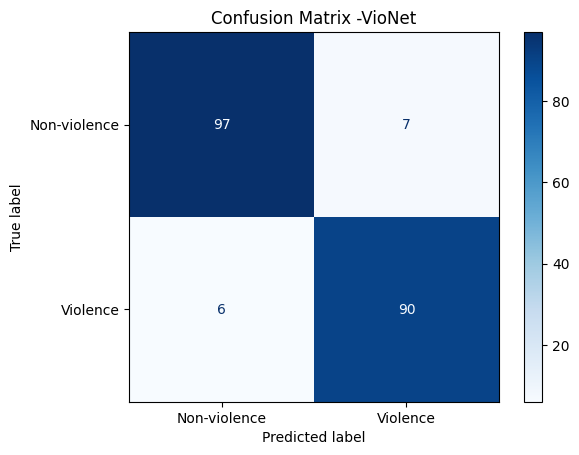 Confusion Matrix -VioNet
Non-violence
97
7
80
60
True label
Violence
6
90
40
20
Non-violence
Violence
Predicted label